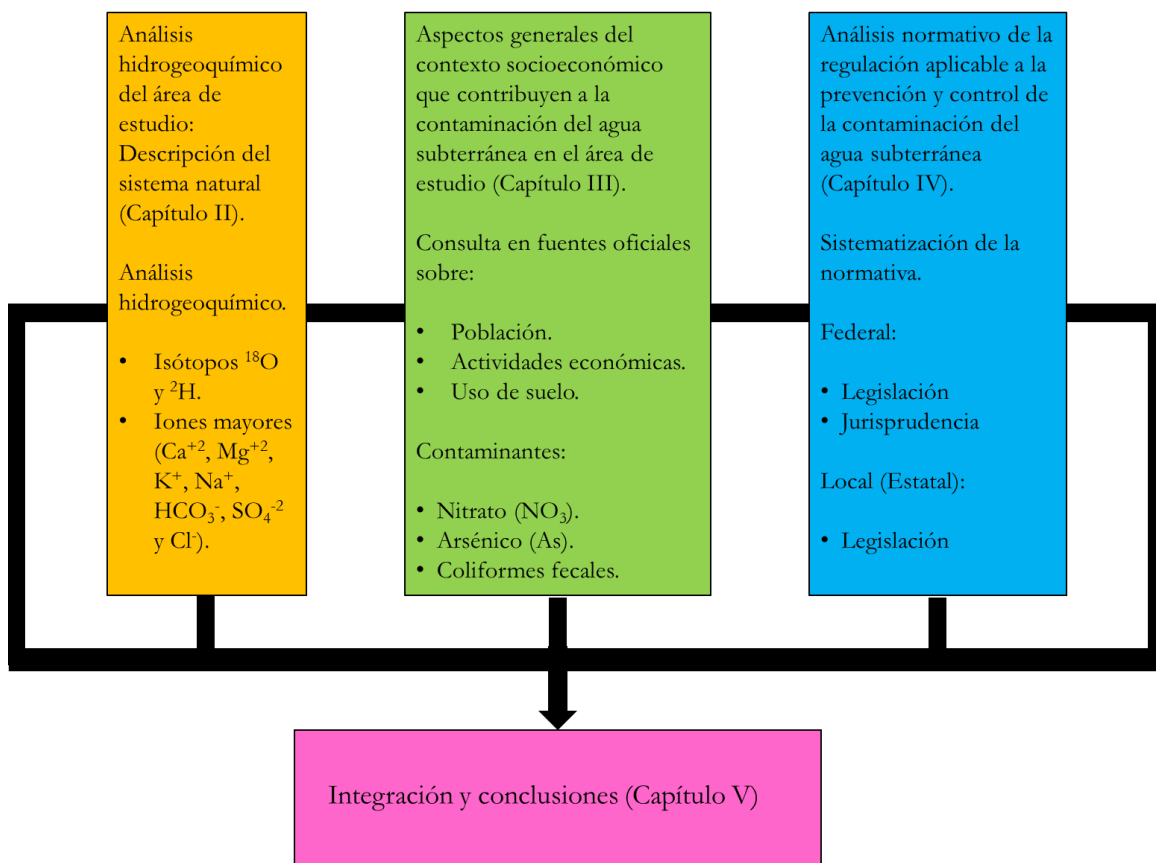 Análisis
hidrogeoquímico
del área de
estudio:
Descripción del
sistema natural
(Capítulo II).
Análisis
hidrogeoquímico.
• Isótopos ¹⁸O
y ²H.
• Iones mayores
(Ca⁺², Mg⁺²,
K⁺, Na⁺,
HCO₃⁻, SO₄⁻²
y Cl⁻).
Aspectos generales del
contexto socioeconómico
que contribuyen a la
contaminación del agua
subterránea en el área de
estudio (Capítulo III).
Consulta en fuentes oficiales
sobre:
• Población.
• Actividades económicas.
• Uso de suelo.
Contaminantes:
• Nitrato (NO₃).
• Arsénico (As).
• Coliformes fecales.
Análisis normativo de la
regulación aplicable a la
prevención y control de
la contaminación del
agua subterránea
(Capítulo IV).
Sistematización de la
normativa.
Federal:
• Legislación
• Jurisprudencia
Local (Estatal):
• Legislación
Integración y conclusiones (Capítulo V)